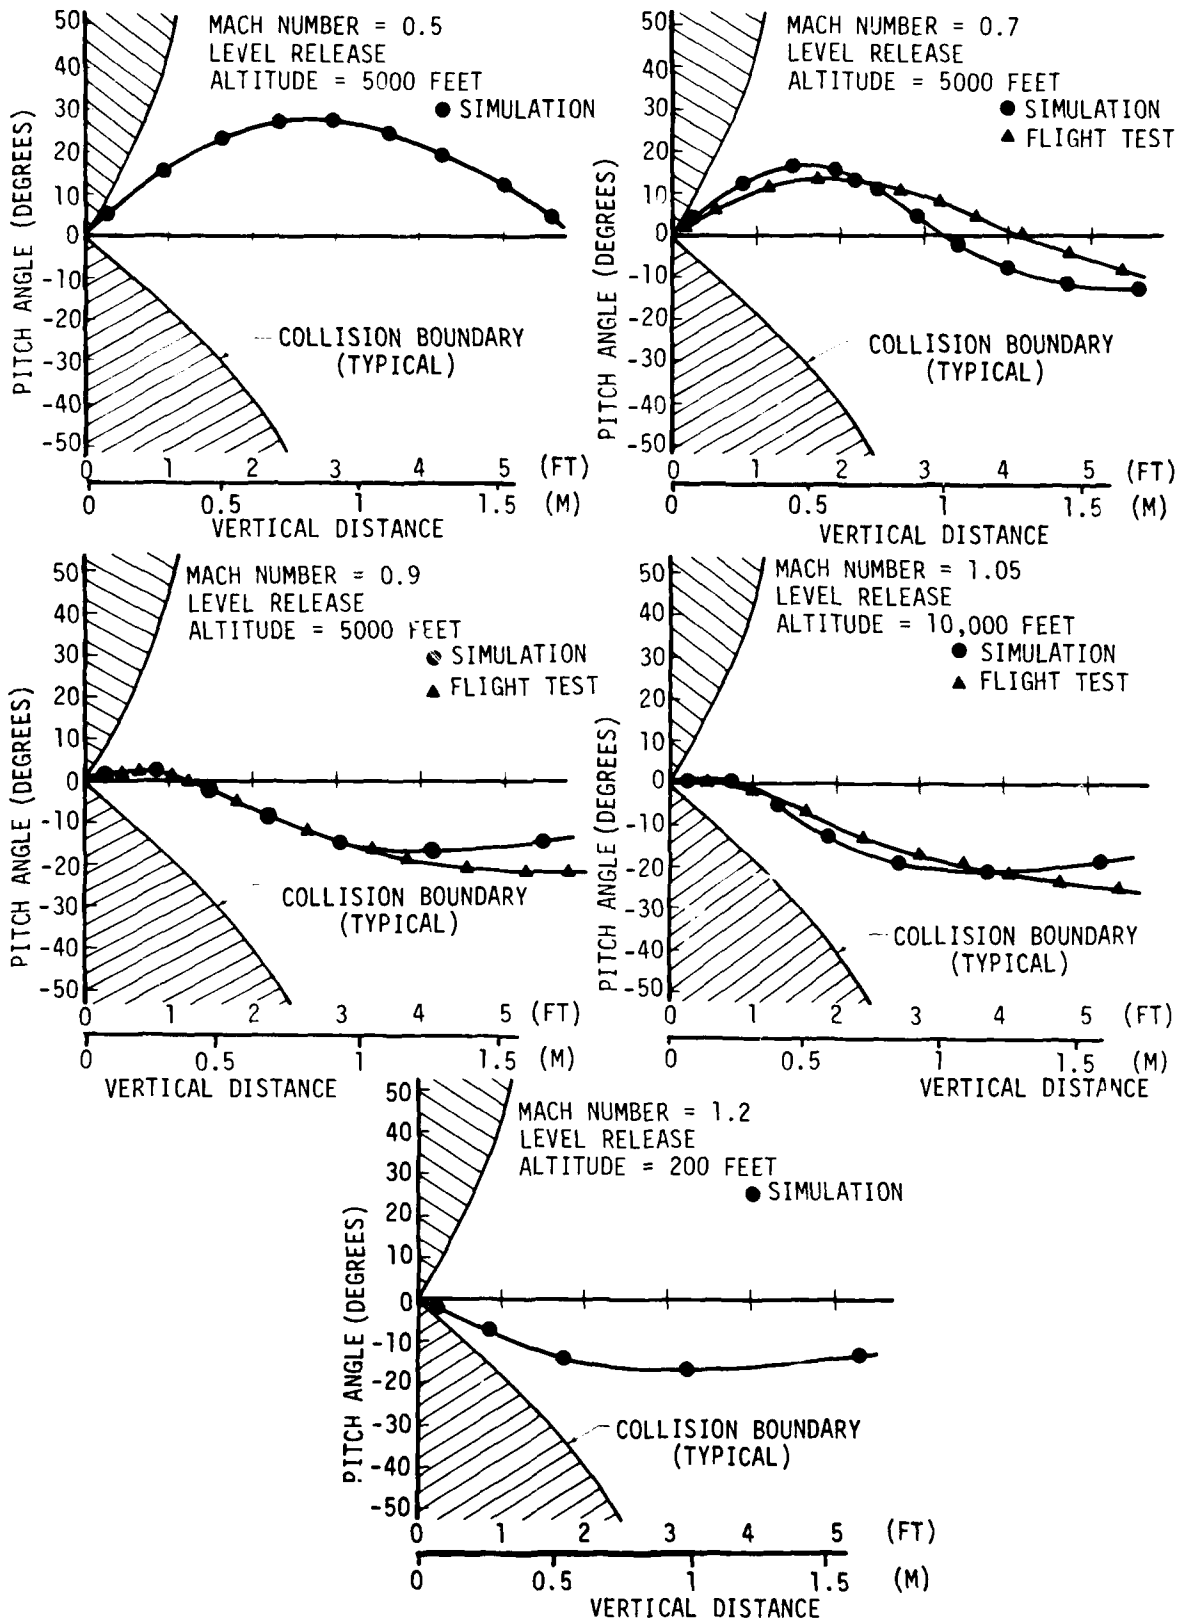 MACH NUMBER = 0.5
LEVEL RELEASE
ALTITUDE = 5000 FEET
SIMULATION
PITCH ANGLE (DEGREES)
50
40
30
20
10
0
-10
-20
-30
-40
-50
COLLISION BOUNDARY
(TYPICAL)
0 1 2 3 4 5 (FT)
0 0.5 1 1.5 (M)
VERTICAL DISTANCE
MACH NUMBER = 0.7
LEVEL RELEASE
ALTITUDE = 5000 FEET
SIMULATION
FLIGHT TEST
PITCH ANGLE (DEGREES)
50
40
30
20
10
0
-10
-20
-30
-40
-50
COLLISION BOUNDARY
(TYPICAL)
0 1 2 3 4 5 (FT)
0 0.5 1 1.5 (M)
VERTICAL DISTANCE
MACH NUMBER = 0.9
LEVEL RELEASE
ALTITUDE = 5000 FEET
SIMULATION
FLIGHT TEST
PITCH ANGLE (DEGREES)
50
40
30
20
10
0
-10
-20
-30
-40
-50
COLLISION BOUNDARY
(TYPICAL)
0 1 2 3 4 5 (FT)
0 0.5 1 1.5 (M)
VERTICAL DISTANCE
MACH NUMBER = 1.05
LEVEL RELEASE
ALTITUDE = 10,000 FEET
SIMULATION
FLIGHT TEST
PITCH ANGLE (DEGREES)
50
40
30
20
10
0
-10
-20
-30
-40
-50
COLLISION BOUNDARY
(TYPICAL)
0 1 2 3 4 5 (FT)
0 0.5 1 1.5 (M)
VERTICAL DISTANCE
MACH NUMBER = 1.2
LEVEL RELEASE
ALTITUDE = 200 FEET
SIMULATION
PITCH ANGLE (DEGREES)
50
40
30
20
10
0
-10
-20
-30
-40
-50
COLLISION BOUNDARY
(TYPICAL)
0 1 2 3 4 5 (FT)
0 0.5 1 1.5 (M)
VERTICAL DISTANCE